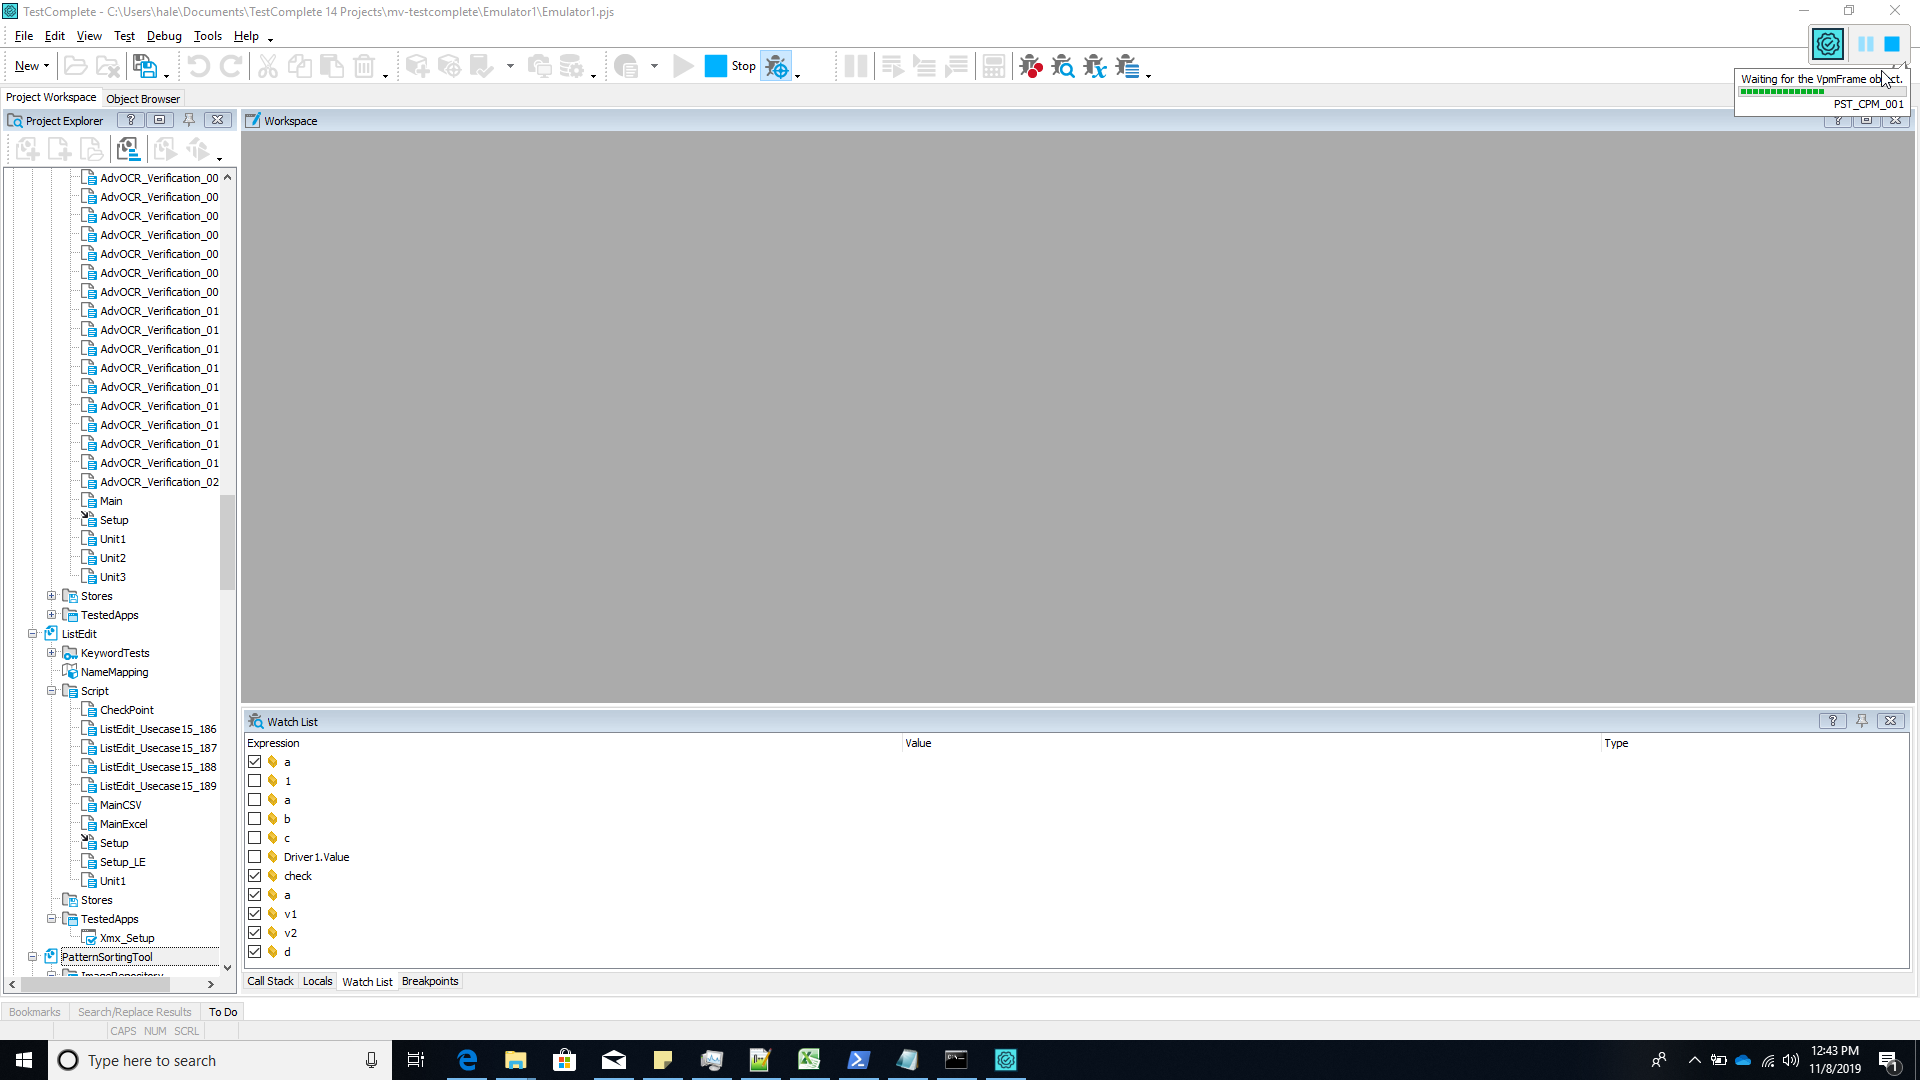 TestComplete - C:\Users\hale\Documents\TestComplete 14 Projects\mv-testcomplete\Emulator1\Emulator1.pjs
File Edit View Test Debug Tools Help
New
Stop
Waiting for the VpmFrame object.
PST_CPM_001
Project Workspace Object Browser
Project Explorer
Workspace
AdvOCR_Verification_00
AdvOCR_Verification_00
AdvOCR_Verification_00
AdvOCR_Verification_00
AdvOCR_Verification_00
AdvOCR_Verification_00
AdvOCR_Verification_00
AdvOCR_Verification_01
AdvOCR_Verification_01
AdvOCR_Verification_01
AdvOCR_Verification_01
AdvOCR_Verification_01
AdvOCR_Verification_01
AdvOCR_Verification_01
AdvOCR_Verification_01
AdvOCR_Verification_01
AdvOCR_Verification_02
Main
Setup
Unit1
Unit2
Unit3
Stores
TestedApps
ListEdit
KeywordTests
NameMapping
Script
CheckPoint
ListEdit_Usecase15_186
ListEdit_Usecase15_187
ListEdit_Usecase15_188
ListEdit_Usecase15_189
MainCSV
MainExcel
Setup
Setup_LE
Unit1
Stores
TestedApps
Xmx_Setup
PatternSortingTool
ImageRepository
Watch List
Expression Value Type
a
1
a
b
c
Driver1.Value
check
a
v1
v2
d
Call Stack Locals Watch List Breakpoints
Bookmarks Search/Replace Results To Do
CAPS NUM SCRL
Type here to search
12:43 PM
11/8/2019
1